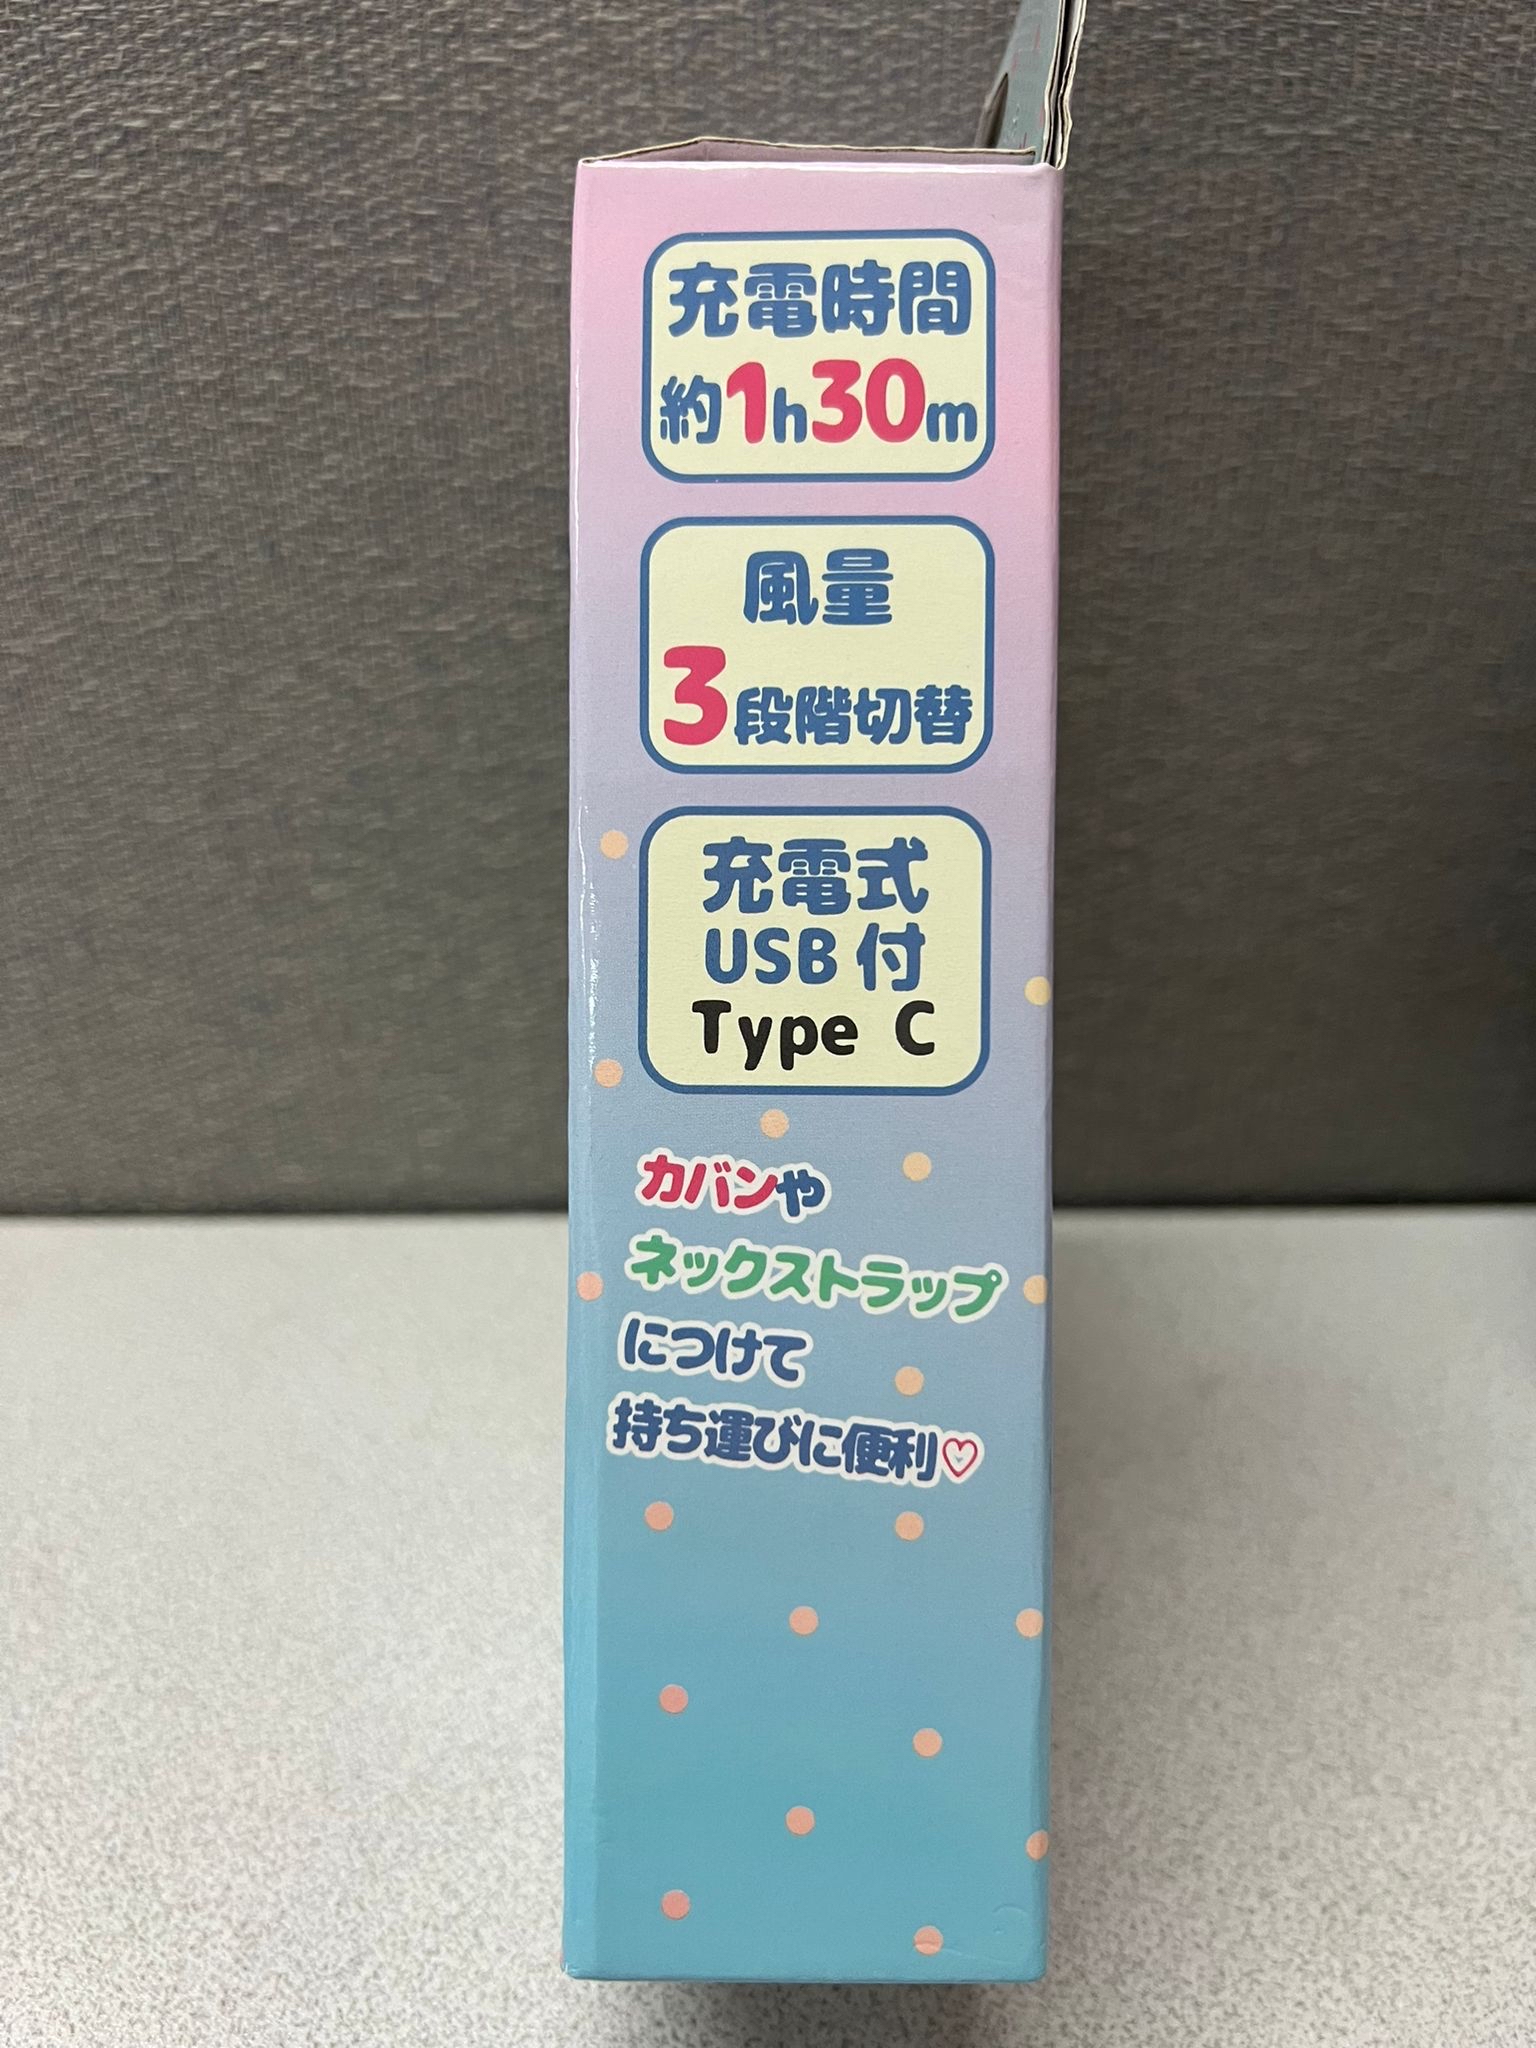 充電時間
約1h30m
風量
3段階切替
充電式
USB付
Type C
カバンや
ネックストラップ
につけて
持ち運びに便利♡